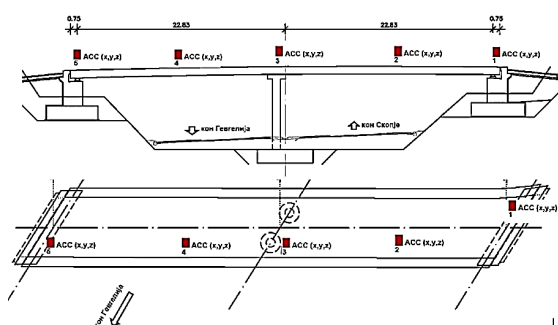 0.75 22.83 22.83 0.75
ACC (x,y,z) ACC (x,y,z) ACC (x,y,z) ACC (x,y,z) ACC (x,y,z)
5 4 3 2 1
кон Гевгелија кон Скопје
1 ACC (x,y,z)
5 ACC (x,y,z) 4 ACC (x,y,z) 3 ACC (x,y,z) 2 ACC (x,y,z)
кон Гевгелија